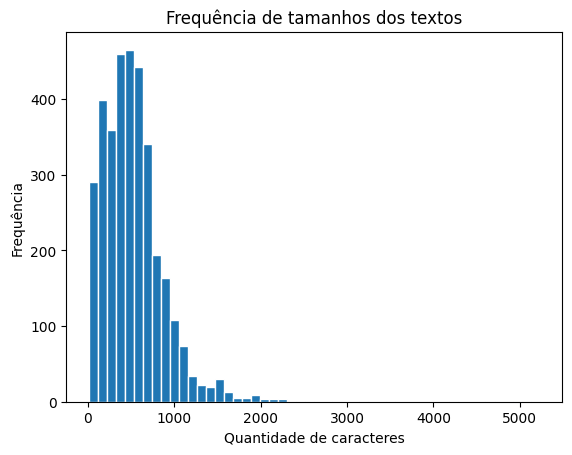 Frequência de tamanhos dos textos
Frequência
400
300
200
100
0
0 1000 2000 3000 4000 5000
Quantidade de caracteres